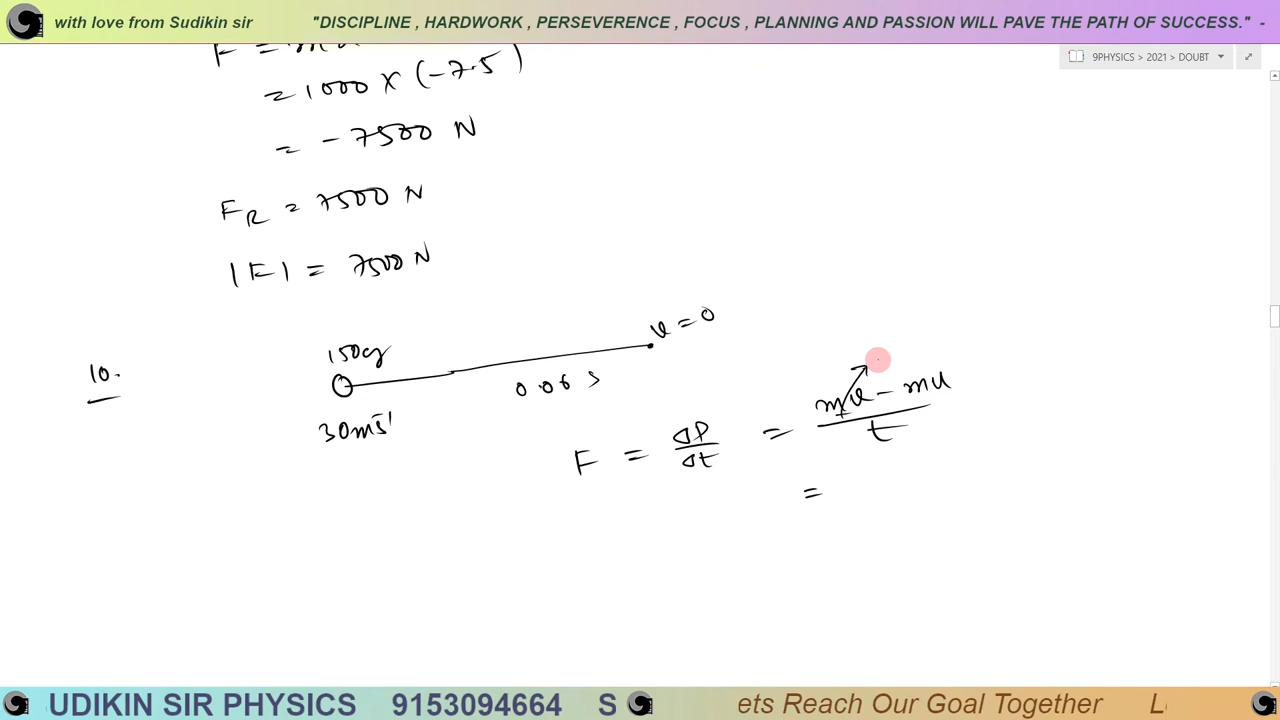 with love from Sudikin sir
"DISCIPLINE , HARDWORK , PERSEVERENCE , FOCUS , PLANNING AND PASSION WILL PAVE THE PATH OF SUCCESS." -
9PHYSICS > 2021 > DOUBT
= 1000 × (-7.5)
= - 7500 N
F_R = 7500 N
|F| = 7500 N
10.
150g
v = 0
0.06 s
30ms⁻¹
F = ΔP/Δt = (mv - mu)/t
=
UDIKIN SIR PHYSICS 9153094664 S
ets Reach Our Goal Together